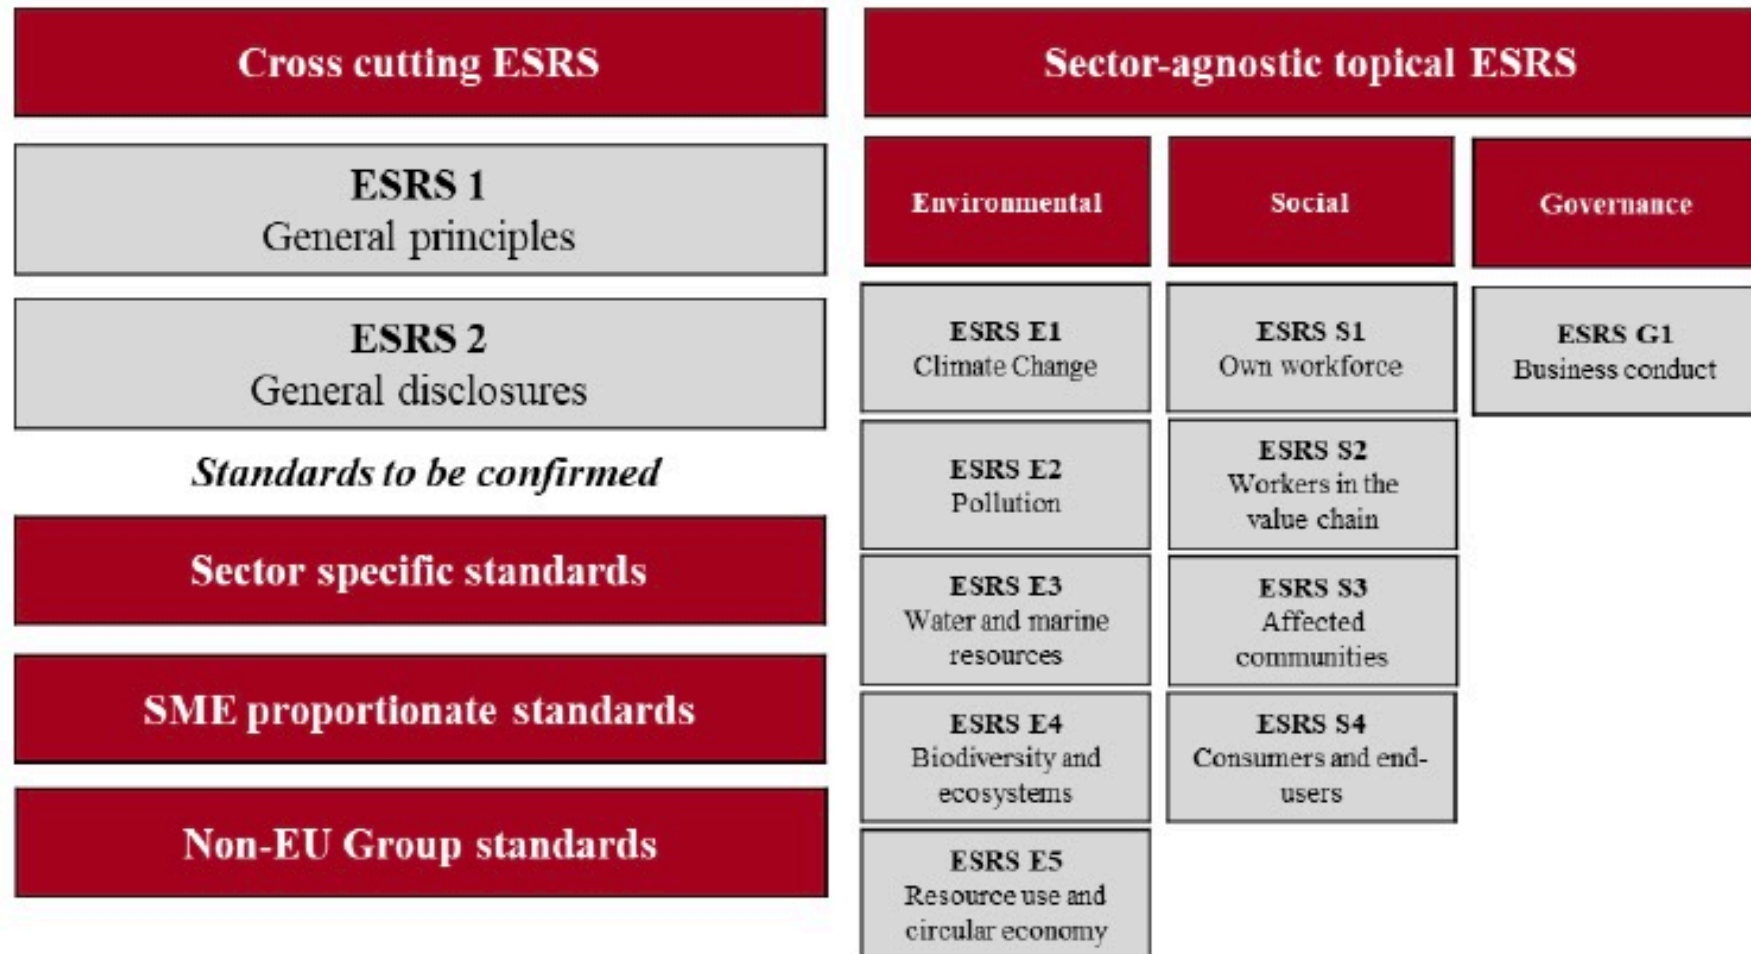 Cross cutting ESRS
ESRS 1
General principles
ESRS 2
General disclosures
Standards to be confirmed
Sector specific standards
SME proportionate standards
Non-EU Group standards
Sector-agnostic topical ESRS
Environmental
Social
Governance
ESRS E1
Climate Change
ESRS S1
Own workforce
ESRS G1
Business conduct
ESRS E2
Pollution
ESRS S2
Workers in the
value chain
ESRS E3
Water and marine
resources
ESRS S3
Affected
communities
ESRS E4
Biodiversity and
ecosystems
ESRS S4
Consumers and end-
users
ESRS E5
Resource use and
circular economy